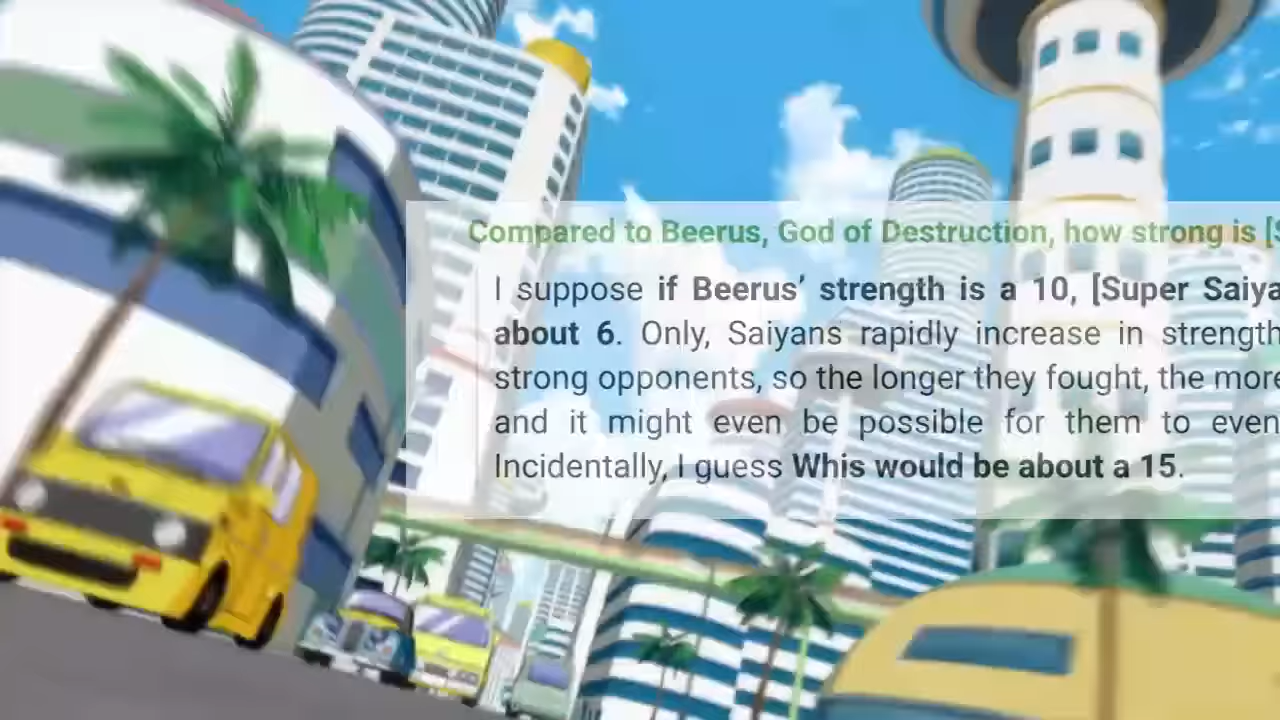 Compared to Beerus, God of Destruction, how strong is [S
I suppose if Beerus’ strength is a 10, [Super Saiya
about 6. Only, Saiyans rapidly increase in strength
strong opponents, so the longer they fought, the more
and it might even be possible for them to even
Incidentally, I guess Whis would be about a 15.